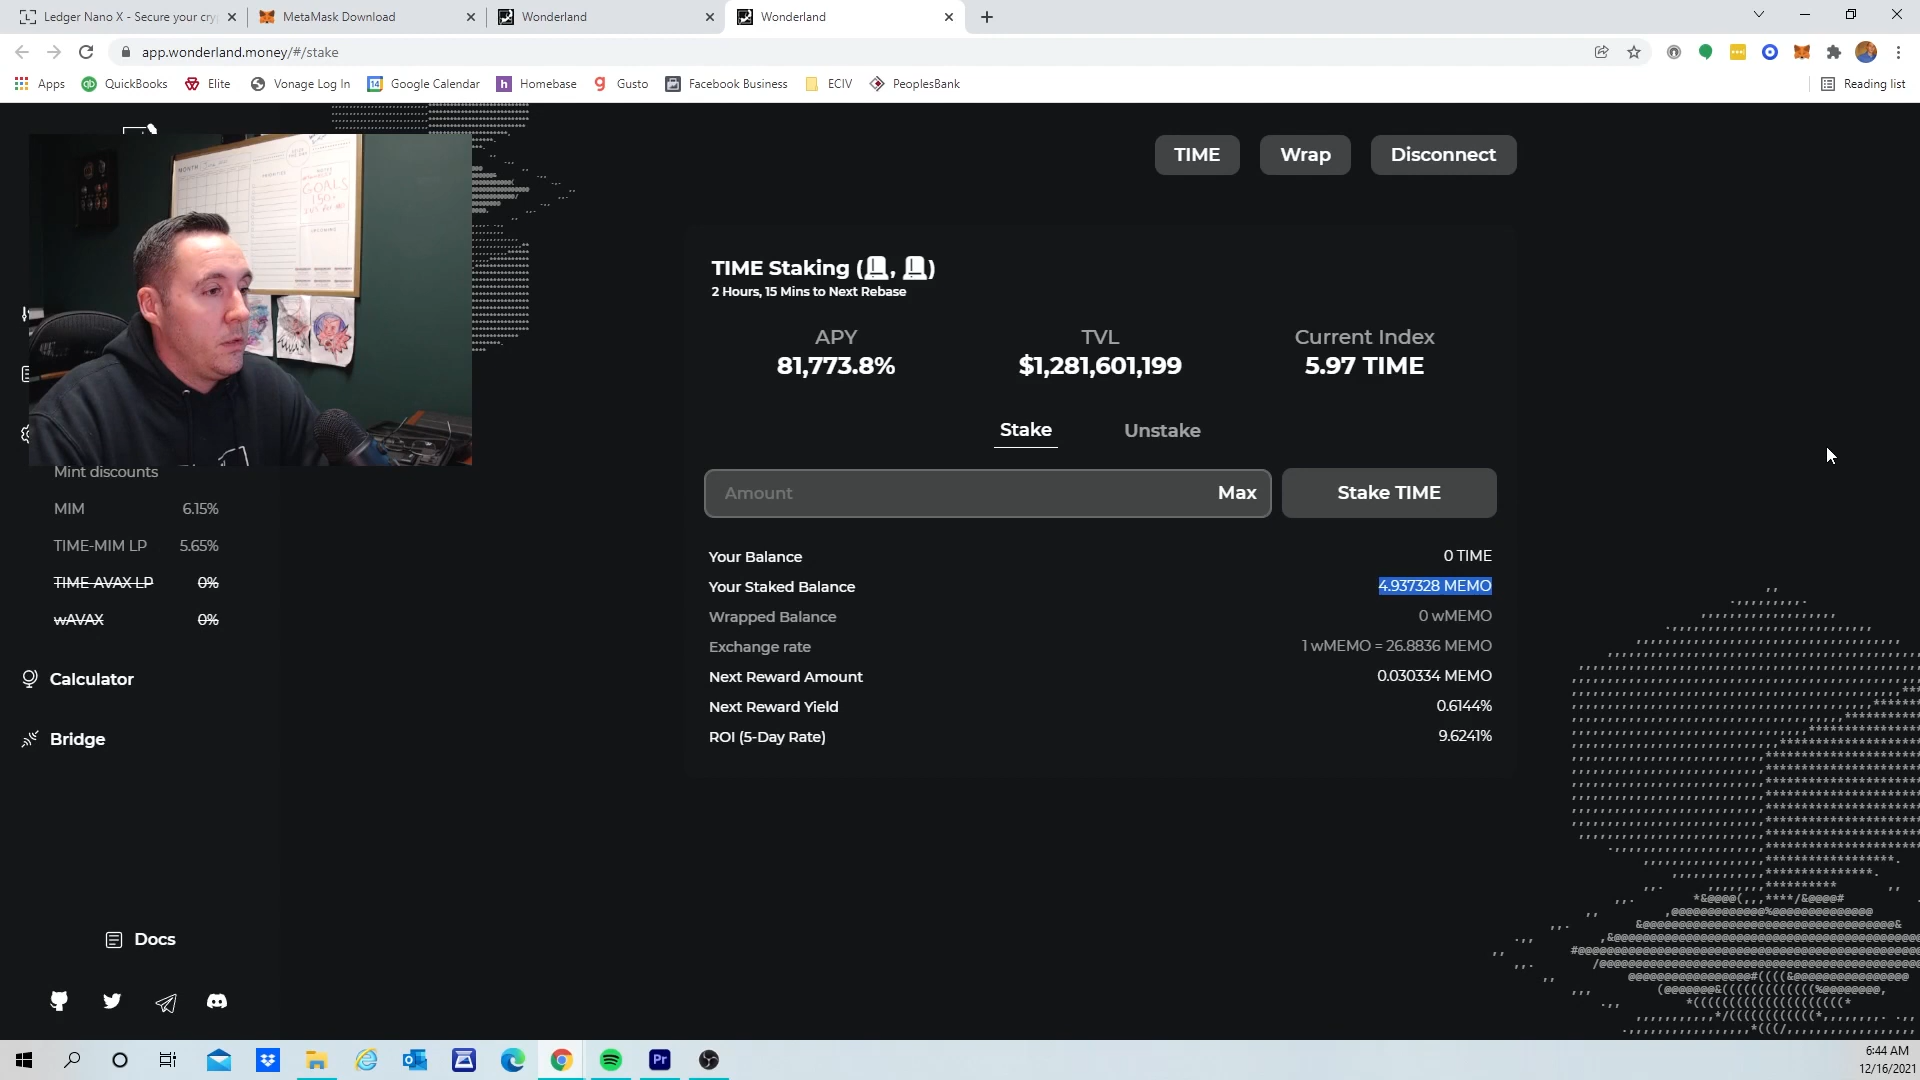 Ledger Nano X - Secure your cry
MetaMask Download
Wonderland
Wonderland
app.wonderland.money/#/stake
Apps
QuickBooks
Elite
Vonage Log In
Google Calendar
Homebase
Gusto
Facebook Business
ECIV
PeoplesBank
Reading list
TIME
Wrap
Disconnect
MONTH
PRIORITIES
GOALS
150+
UPCOMING
TIME Staking (
,
)
2 Hours, 15 Mins to Next Rebase
APY
TVL
Current Index
81,773.8%
$1,281,601,199
5.97 TIME
Stake
Unstake
Amount
Max
Stake TIME
Your Balance
0 TIME
Your Staked Balance
4.937328 MEMO
Wrapped Balance
0 wMEMO
Exchange rate
1 wMEMO = 26.8836 MEMO
Next Reward Amount
0.030334 MEMO
Next Reward Yield
0.6144%
ROI (5-Day Rate)
9.6241%
Mint discounts
MIM
6.15%
TIME-MIM LP
5.65%
TIME AVAX LP
0%
wAVAX
0%
Calculator
Bridge
Docs
Pr
6:44 AM
12/16/2021